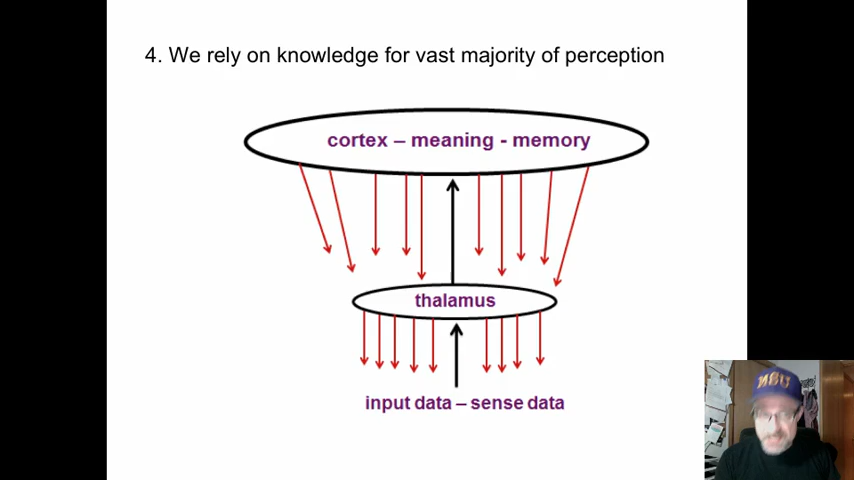 4. We rely on knowledge for vast majority of perception
cortex – meaning - memory
thalamus
input data – sense data